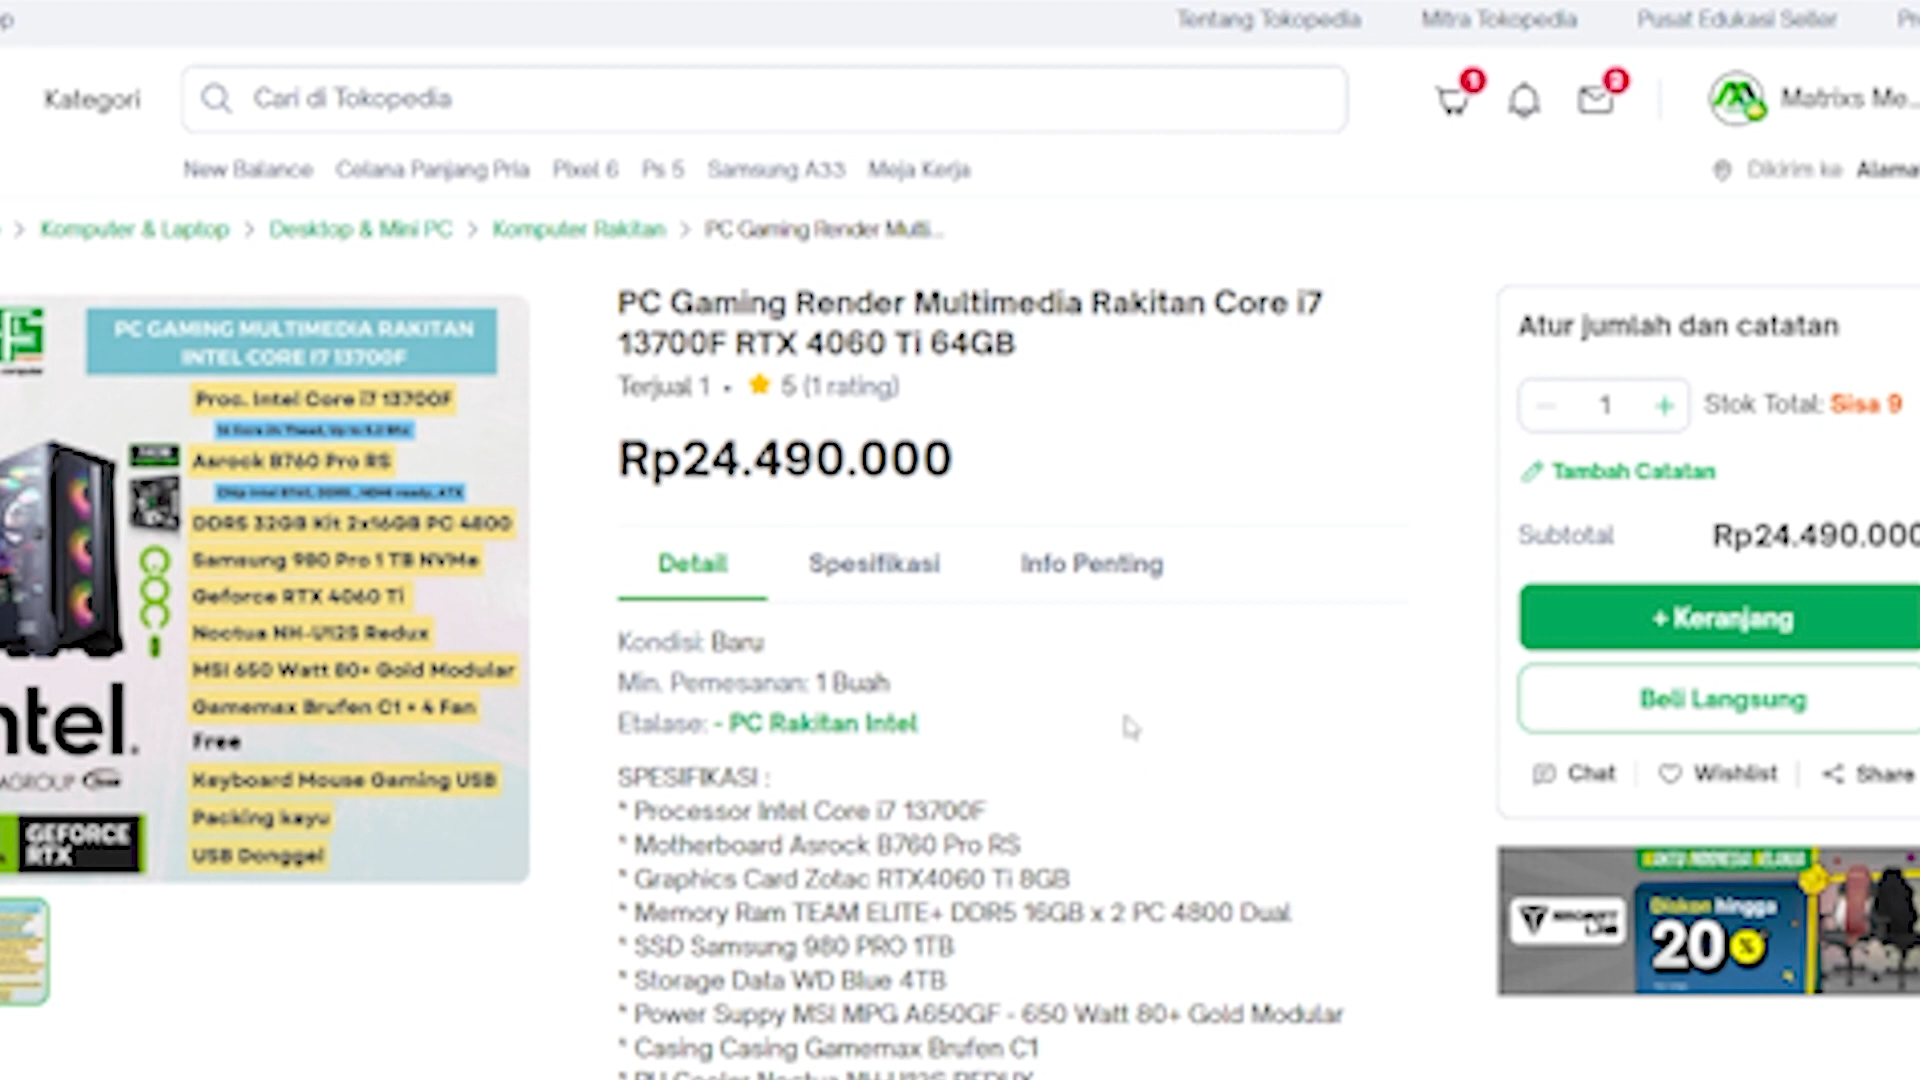 Tentang Tokopedia Mitra Tokopedia Pusat Edukasi Seller
Kategori Cari di Tokopedia Matrixs Me...
New Balance Celana Panjang Pria Pixel 6 Ps 5 Samsung A33 Meja Kerja Dikirim ke
Komputer & Laptop > Desktop & Mini PC > Komputer Rakitan > PC Gaming Render Multi...
PC GAMING MULTIMEDIA RAKITAN
INTEL CORE I7 13700F
Proc. Intel Core i7 13700F
Asrock B760 Pro RS
DDR5 32GB Kit 2x16GB PC 4800
Samsung 980 Pro 1 TB NVMe
Geforce RTX 4060 Ti
Noctua NH-U12S Redux
MSI 650 Watt 80+ Gold Modular
Gamemax Brufen C1 + 4 Fan
Free
Keyboard Mouse Gaming USB
Packing kayu
USB Donggel
GEFORCE
RTX
PC Gaming Render Multimedia Rakitan Core i7
13700F RTX 4060 Ti 64GB
Terjual 1 • 5 (1 rating)
Rp24.490.000
Detail Spesifikasi Info Penting
Kondisi: Baru
Min. Pemesanan: 1 Buah
Etalase: - PC Rakitan Intel
SPESIFIKASI :
* Processor Intel Core i7 13700F
* Motherboard Asrock B760 Pro RS
* Graphics Card Zotac RTX4060 Ti 8GB
* Memory Ram TEAM ELITE+ DDR5 16GB x 2 PC 4800 Dual
* SSD Samsung 980 PRO 1TB
* Storage Data WD Blue 4TB
* Power Suppy MSI MPG A650GF - 650 Watt 80+ Gold Modular
* Casing Casing Gamemax Brufen C1
Atur jumlah dan catatan
1 Stok Total: Sisa 9
Tambah Catatan
Subtotal Rp24.490.000
+ Keranjang
Beli Langsung
Chat Wishlist Share
Diskon hingga
20%